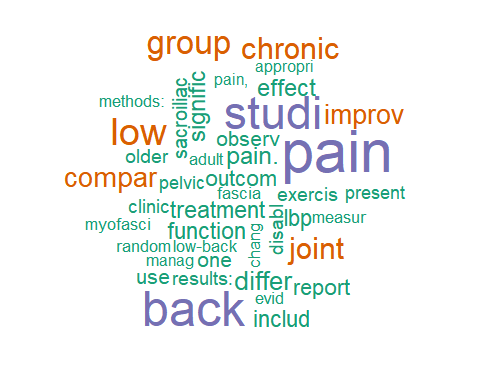 group chronic
appropri
pain, effect
methods: sacroiliac signific
studi improv
low observ
pain
older adult pain.
compar pelvic outcom
fascia exercis present
clinic treatment disabl lbp measur
myofasci function
random low-back chang joint
manag one
use results: differ report
evid
back includ